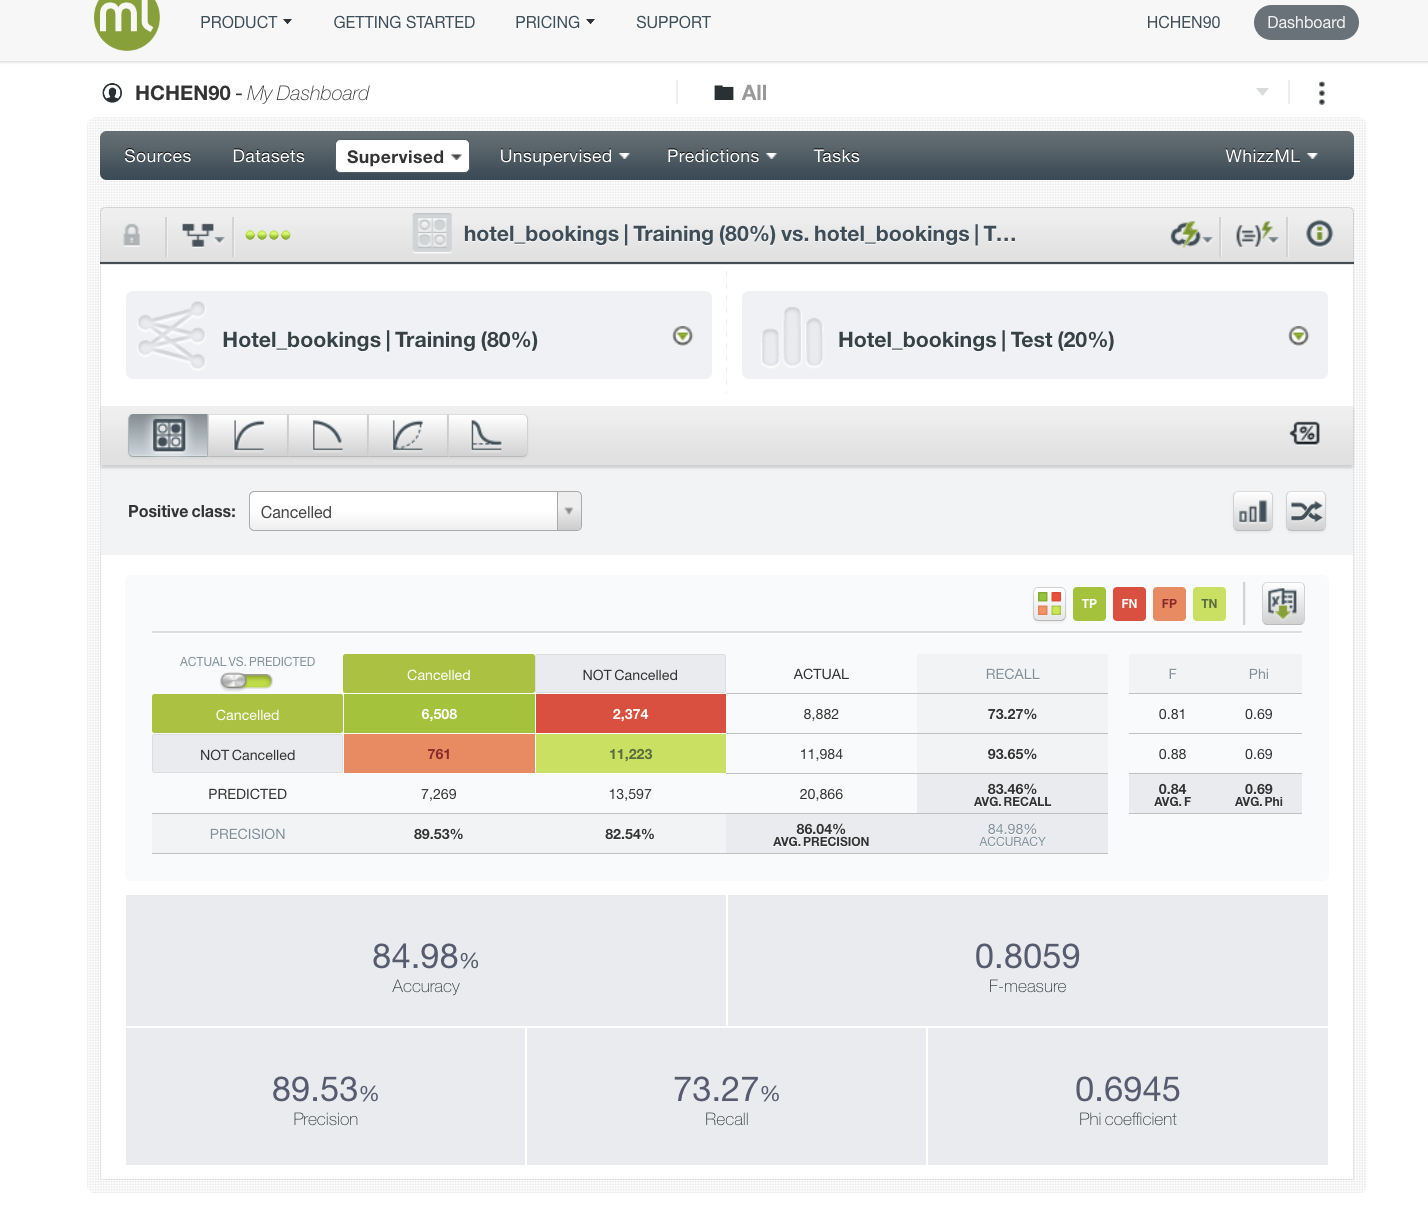 ml
PRODUCT GETTING STARTED PRICING SUPPORT HCHEN90 Dashboard
HCHEN90 - My Dashboard All
Sources Datasets Supervised Unsupervised Predictions Tasks WhizzML
hotel_bookings | Training (80%) vs. hotel_bookings | T...
Hotel_bookings | Training (80%) Hotel_bookings | Test (20%)
%
Positive class: Cancelled
TP FN FP TN
ACTUAL VS. PREDICTED Cancelled NOT Cancelled ACTUAL RECALL F Phi
Cancelled 6,508 2,374 8,882 73.27% 0.81 0.69
NOT Cancelled 761 11,223 11,984 93.65% 0.88 0.69
PREDICTED 7,269 13,597 20,866 83.46% AVG. RECALL 0.84 AVG. F 0.69 AVG. Phi
PRECISION 89.53% 82.54% 86.04% AVG. PRECISION 84.98% ACCURACY
84.98% 0.8059
Accuracy F-measure
89.53% 73.27% 0.6945
Precision Recall Phi coefficient